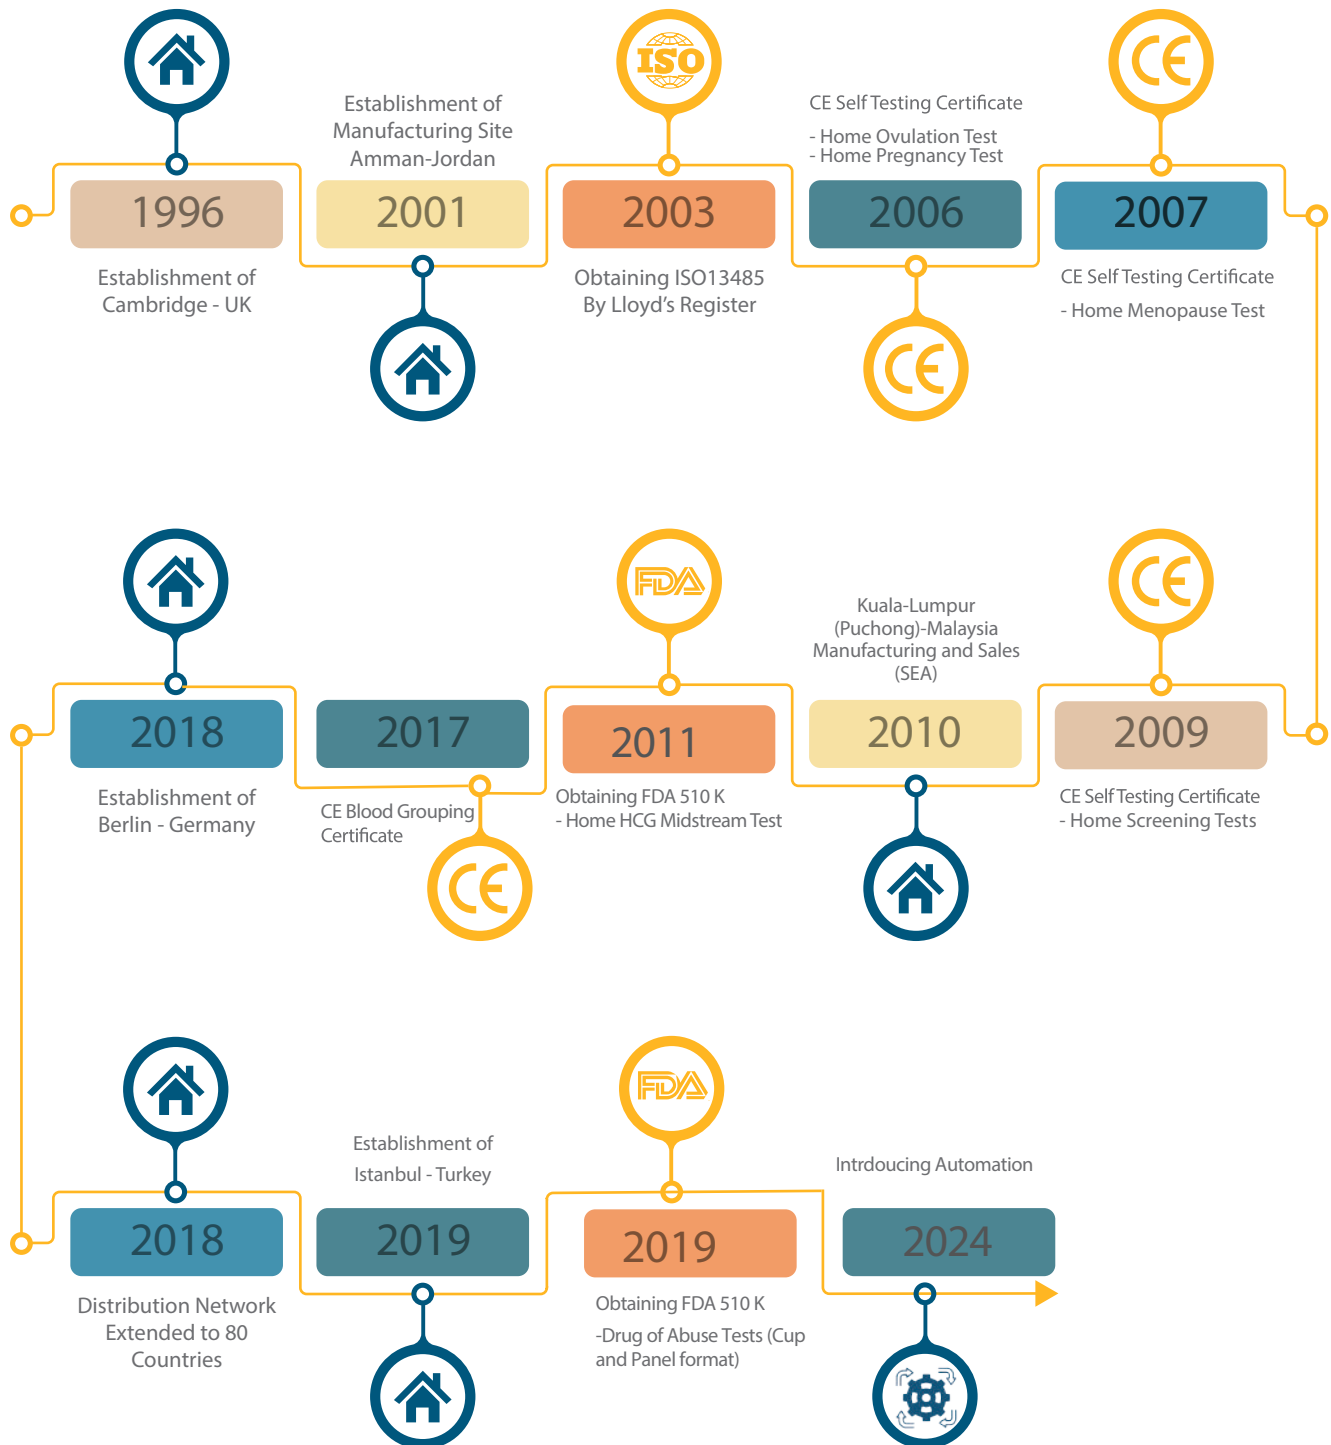 1996
Establishment of
Cambridge - UK
Establishment of
Manufacturing Site
Amman-Jordan
2001
ISO
2003
Obtaining ISO13485
By Lloyd’s Register
CE Self Testing Certificate
- Home Ovulation Test
- Home Pregnancy Test
2006
CE
CE
2007
CE Self Testing Certificate
- Home Menopause Test
CE
2009
CE Self Testing Certificate
- Home Screening Tests
Kuala-Lumpur
(Puchong)-Malaysia
Manufacturing and Sales
(SEA)
2010
FDA
2011
Obtaining FDA 510 K
- Home HCG Midstream Test
2017
CE Blood Grouping
Certificate
CE
2018
Establishment of
Berlin - Germany
2018
Distribution Network
Extended to 80
Countries
Establishment of
Istanbul - Turkey
2019
FDA
2019
Obtaining FDA 510 K
-Drug of Abuse Tests (Cup
and Panel format)
Intrdoucing Automation
2024